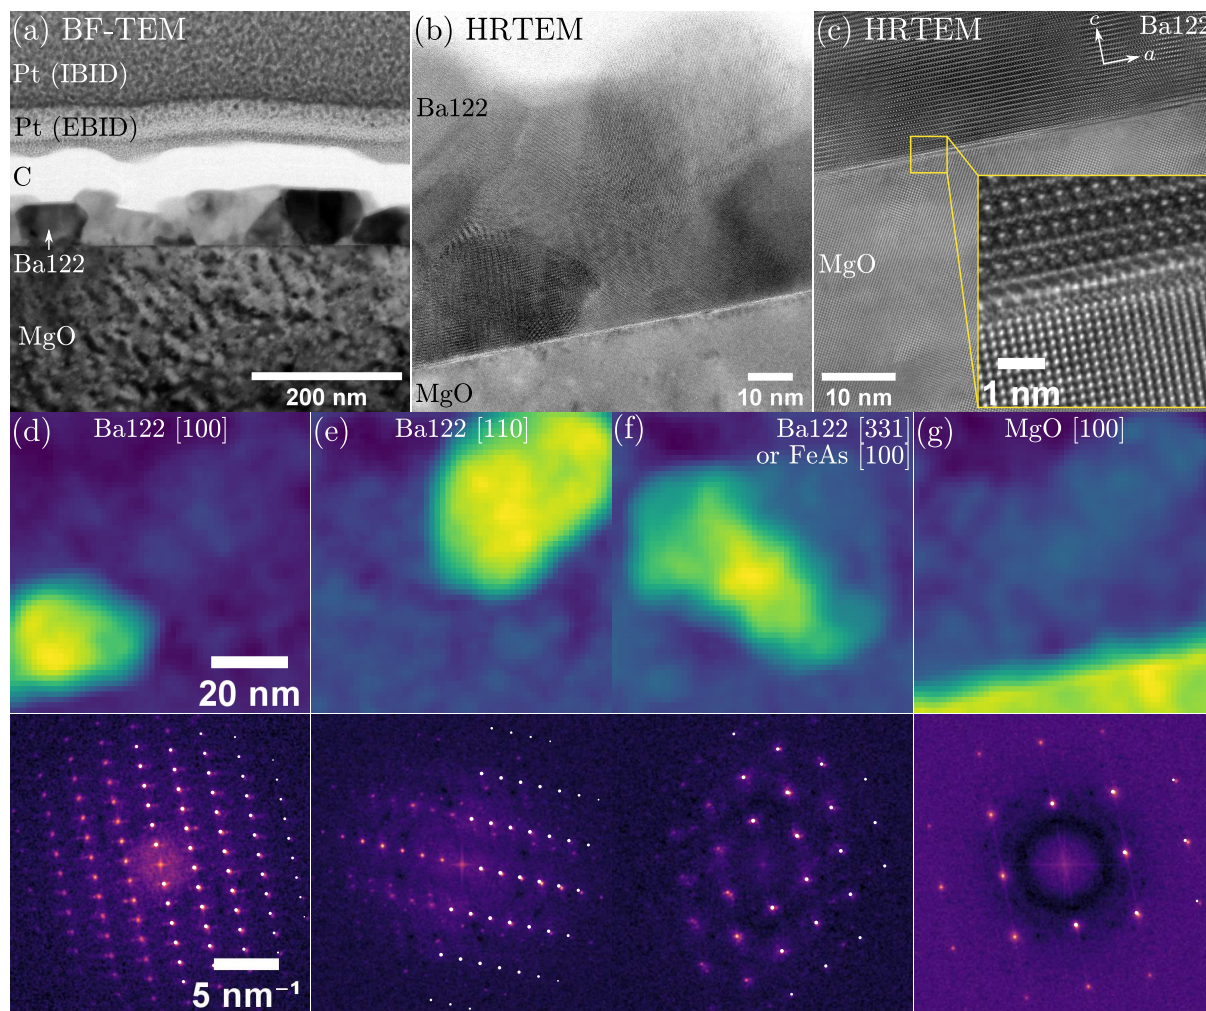 (a) BF-TEM
Pt (IBID)
Pt (EBID)
C
Ba122
MgO
200 nm
(b) HRTEM
Ba122
MgO
10 nm
(c) HRTEM
Ba122
c
a
MgO
10 nm
1 nm
(d) Ba122 [100]
20 nm
(e) Ba122 [110]
(f) Ba122 [331]
or FeAs [100]
(g) MgO [100]
5 nm⁻¹